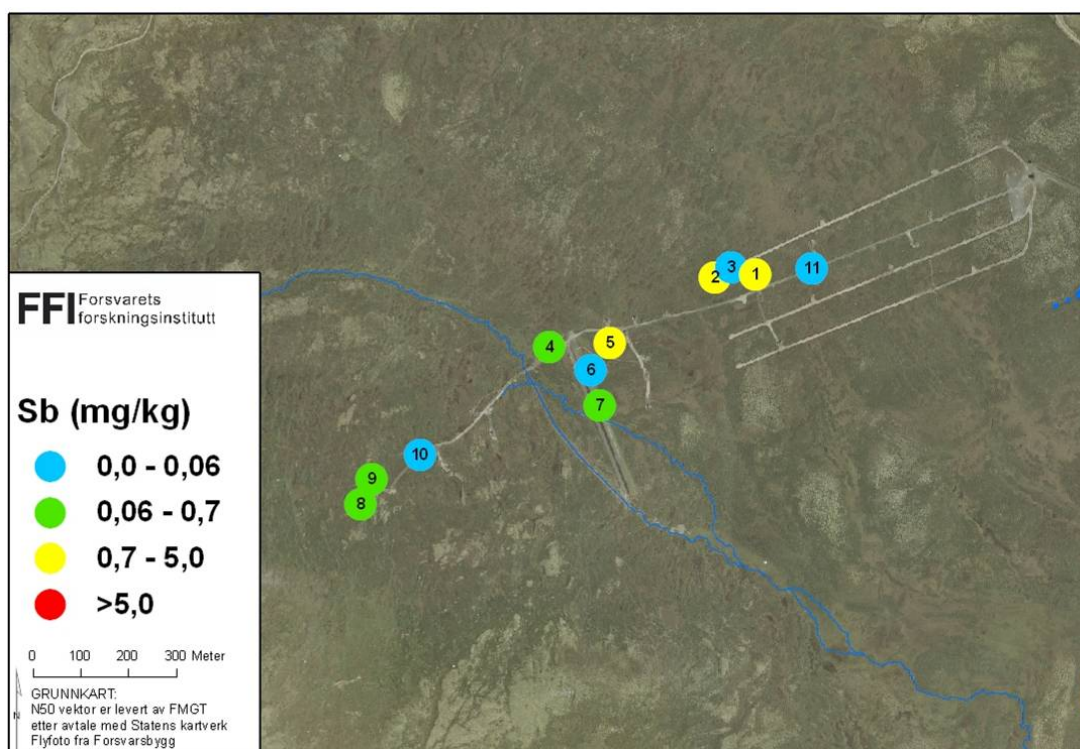 3
2
1
11
4
5
6
7
10
9
8
FFI Forsvarets
forskningsinstitutt
Sb (mg/kg)
0,0 - 0,06
0,06 - 0,7
0,7 - 5,0
>5,0
0 100 200 300 Meter
GRUNNKART:
N50 vektor er levert av FMGT
etter avtale med Statens kartverk
Flyfoto fra Forsvarsbygg
N